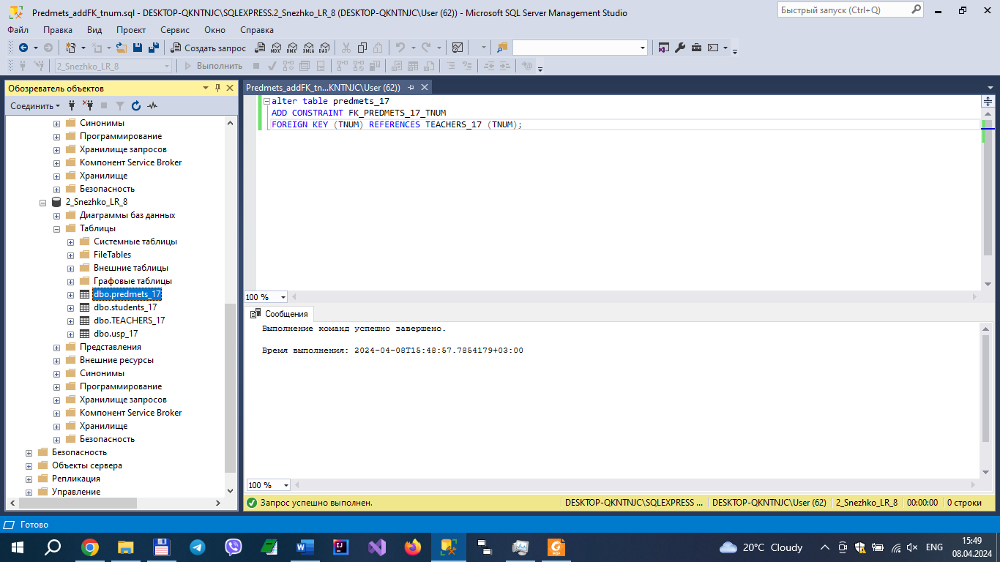 Predmets_addFK_tnum.sql - DESKTOP-QKNTNJC\SQLEXPRESS.2_Snezhko_LR_8 (DESKTOP-QKNTNJC\User (62)) - Microsoft SQL Server Management Studio
Быстрый запуск (Ctrl+Q)
Файл Правка Вид Проект Сервис Окно Справка
Создать запрос
MDX DMX XMLA DAX
2_Snezhko_LR_8
Выполнить
Обозреватель объектов
Predmets_addFK_tn...KNTNJC\User (62))
Соединить
Синонимы
Программирование
Хранилище запросов
Компонент Service Broker
Хранилище
Безопасность
2_Snezhko_LR_8
Диаграммы баз данных
Таблицы
Системные таблицы
FileTables
Внешние таблицы
Графовые таблицы
dbo.predmets_17
dbo.students_17
dbo.TEACHERS_17
dbo.usp_17
Представления
Внешние ресурсы
Синонимы
Программирование
Хранилище запросов
Компонент Service Broker
Хранилище
Безопасность
Безопасность
Объекты сервера
Репликация
Управление
alter table predmets_17
ADD CONSTRAINT FK_PREDMETS_17_TNUM
FOREIGN KEY (TNUM) REFERENCES TEACHERS_17 (TNUM);
100 %
Сообщения
Выполнение команд успешно завершено.
Время выполнения: 2024-04-08T15:48:57.7854179+03:00
100 %
Запрос успешно выполнен.
DESKTOP-QKNTNJC\SQLEXPRESS ... DESKTOP-QKNTNJC\User (62) 2_Snezhko_LR_8 00:00:00 0 строки
Готово
20°C Cloudy
ENG
15:49
08.04.2024